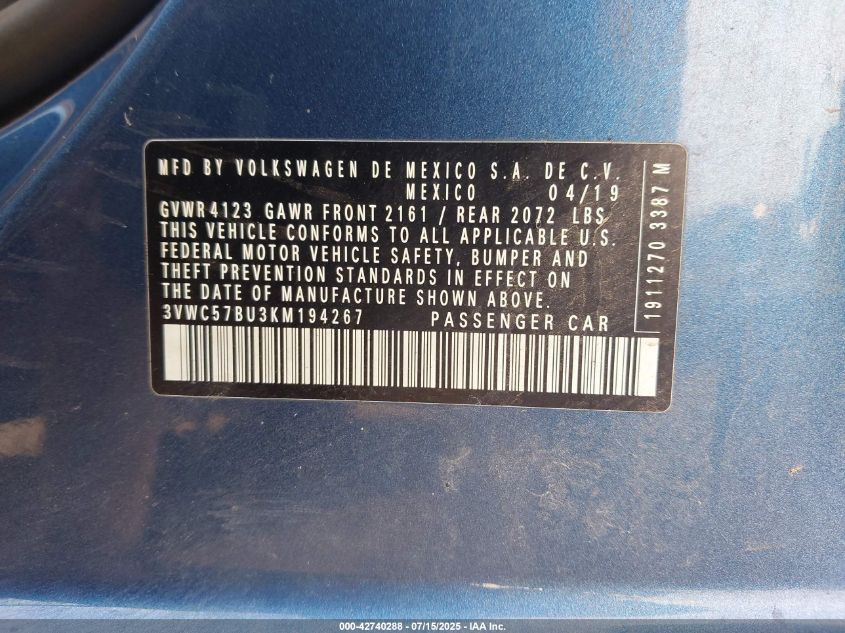 MFD BY VOLKSWAGEN DE MEXICO S.A. DE C.V.
MEXICO 04/19
GVWR 4123 GAWR FRONT 2161 / REAR 2072 LBS
THIS VEHICLE CONFORMS TO ALL APPLICABLE U.S.
FEDERAL MOTOR VEHICLE SAFETY, BUMPER AND
THEFT PREVENTION STANDARDS IN EFFECT ON
THE DATE OF MANUFACTURE SHOWN ABOVE.
3VWC57BU3KM194267 PASSENGER CAR
1911270 3387 M
000-42740288 - 07/15/2025 - IAA Inc.